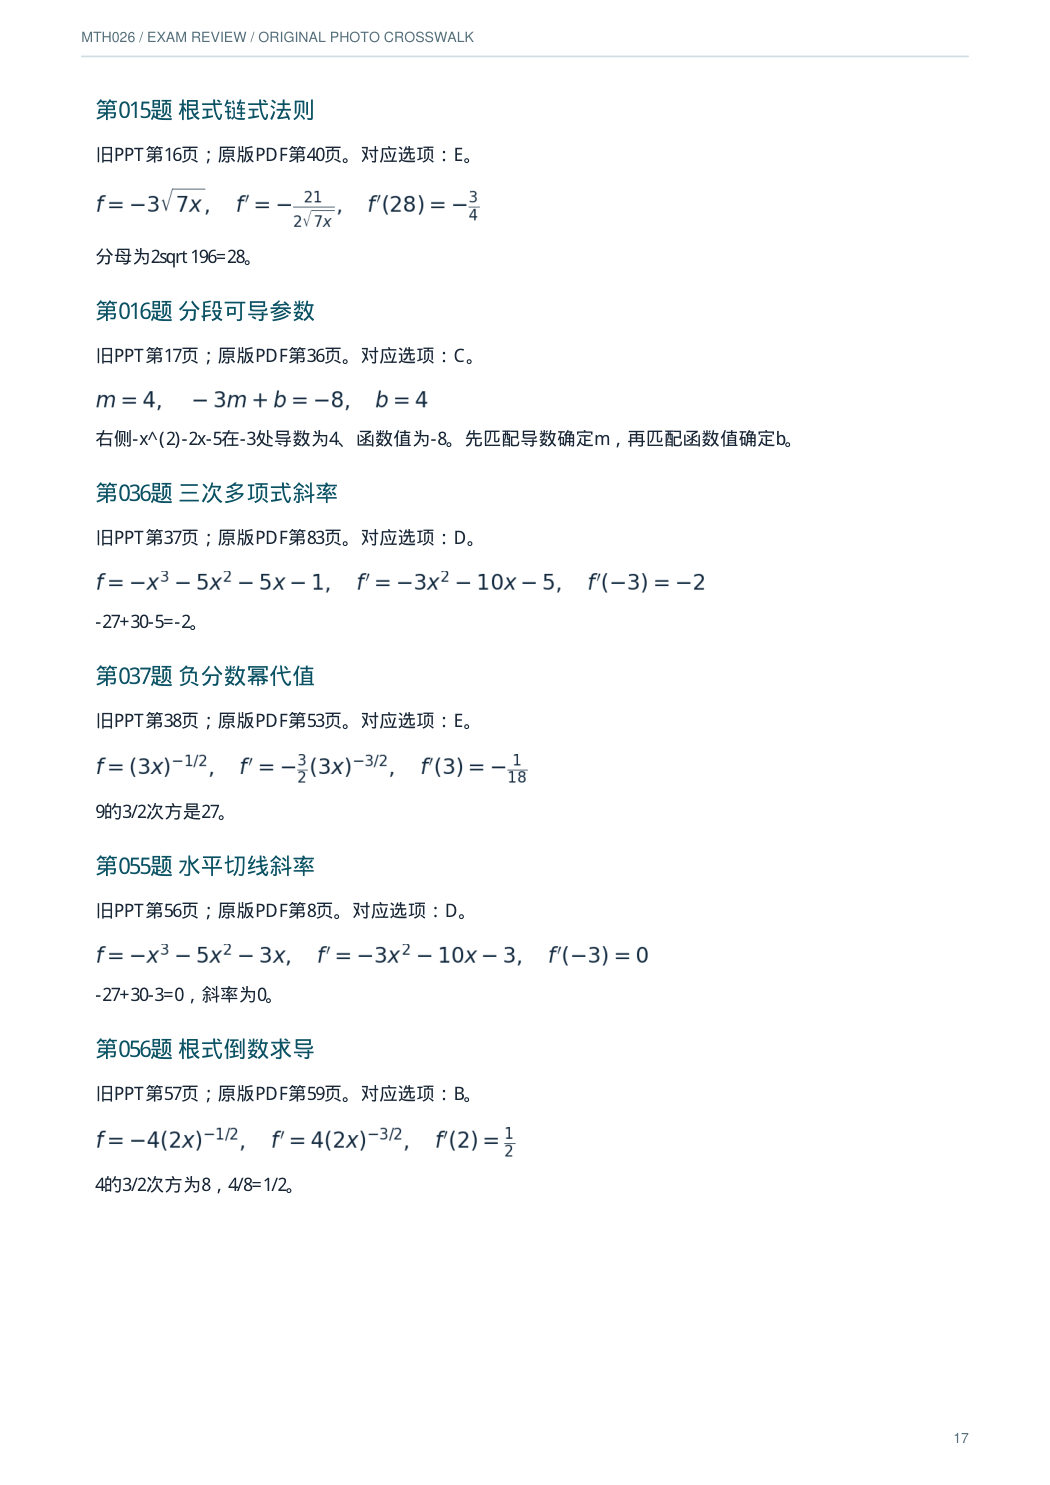 MTH026 / EXAM REVIEW / ORIGINAL PHOTO CROSSWALK
第015题 根式链式法则
旧PPT第16页；原版PDF第40页。对应选项：E。
f = −3√7x,  f′ = −21/(2√7x),  f′(28) = −3/4
分母为2sqrt 196=28。
第016题 分段可导参数
旧PPT第17页；原版PDF第36页。对应选项：C。
m = 4,  −3m + b = −8,  b = 4
右侧-x^(2)-2x-5在-3处导数为4、函数值为-8。先匹配导数确定m，再匹配函数值确定b。
第036题 三次多项式斜率
旧PPT第37页；原版PDF第83页。对应选项：D。
f = −x³ − 5x² − 5x − 1,  f′ = −3x² − 10x − 5,  f′(−3) = −2
-27+30-5=-2。
第037题 负分数幂代值
旧PPT第38页；原版PDF第53页。对应选项：E。
f = (3x)^−1/2,  f′ = −3/2(3x)^−3/2,  f′(3) = −1/18
9的3/2次方是27。
第055题 水平切线斜率
旧PPT第56页；原版PDF第8页。对应选项：D。
f = −x³ − 5x² − 3x,  f′ = −3x² − 10x − 3,  f′(−3) = 0
-27+30-3=0，斜率为0。
第056题 根式倒数求导
旧PPT第57页；原版PDF第59页。对应选项：B。
f = −4(2x)^−1/2,  f′ = 4(2x)^−3/2,  f′(2) = 1/2
4的3/2次方为8，4/8=1/2。
17